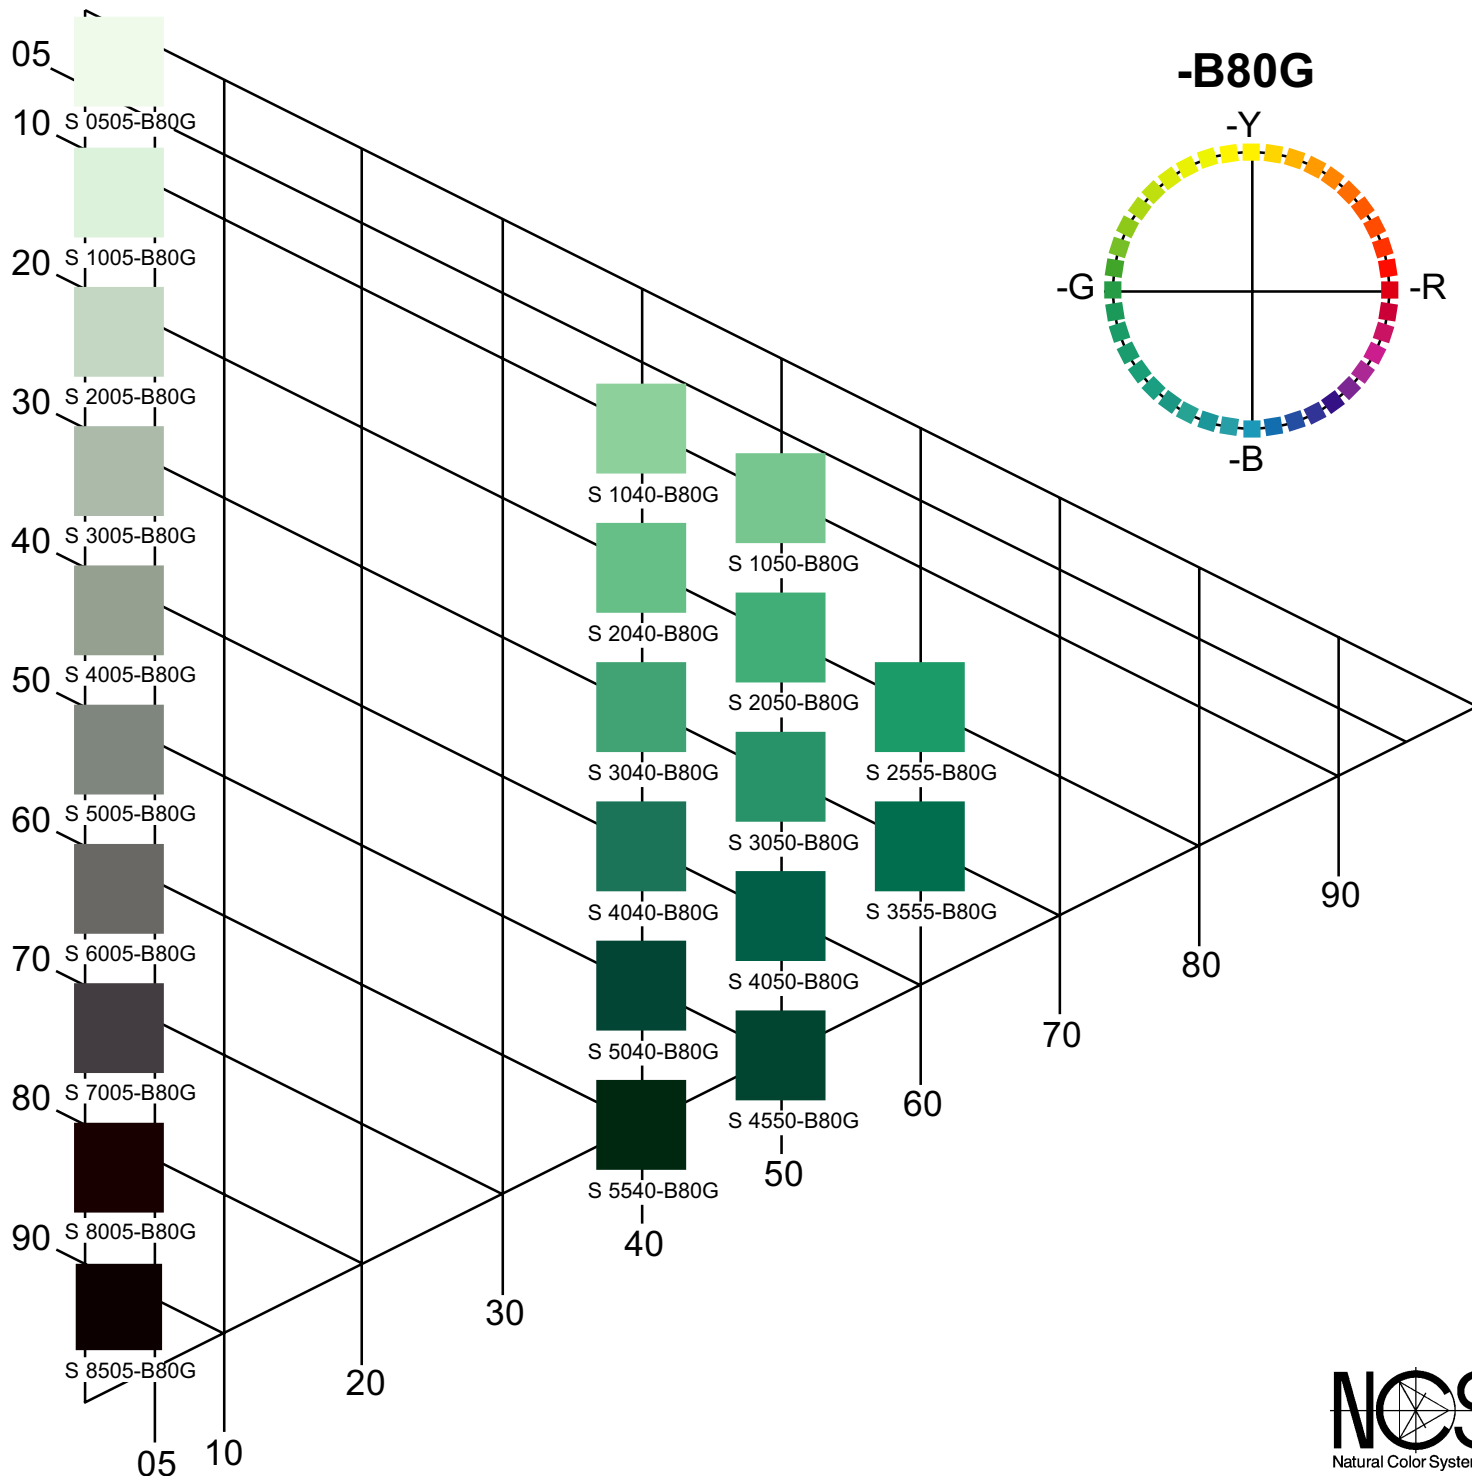 -B80G
-Y
-G
-R
-B
05
10
20
30
40
50
60
70
80
90
S 0505-B80G
S 1005-B80G
S 2005-B80G
S 3005-B80G
S 4005-B80G
S 5005-B80G
S 6005-B80G
S 7005-B80G
S 8005-B80G
S 8505-B80G
S 1040-B80G
S 2040-B80G
S 3040-B80G
S 4040-B80G
S 5040-B80G
S 5540-B80G
S 1050-B80G
S 2050-B80G
S 3050-B80G
S 4050-B80G
S 4550-B80G
S 2555-B80G
S 3555-B80G
05
10
20
30
40
50
60
70
80
90
NCS
Natural Color System